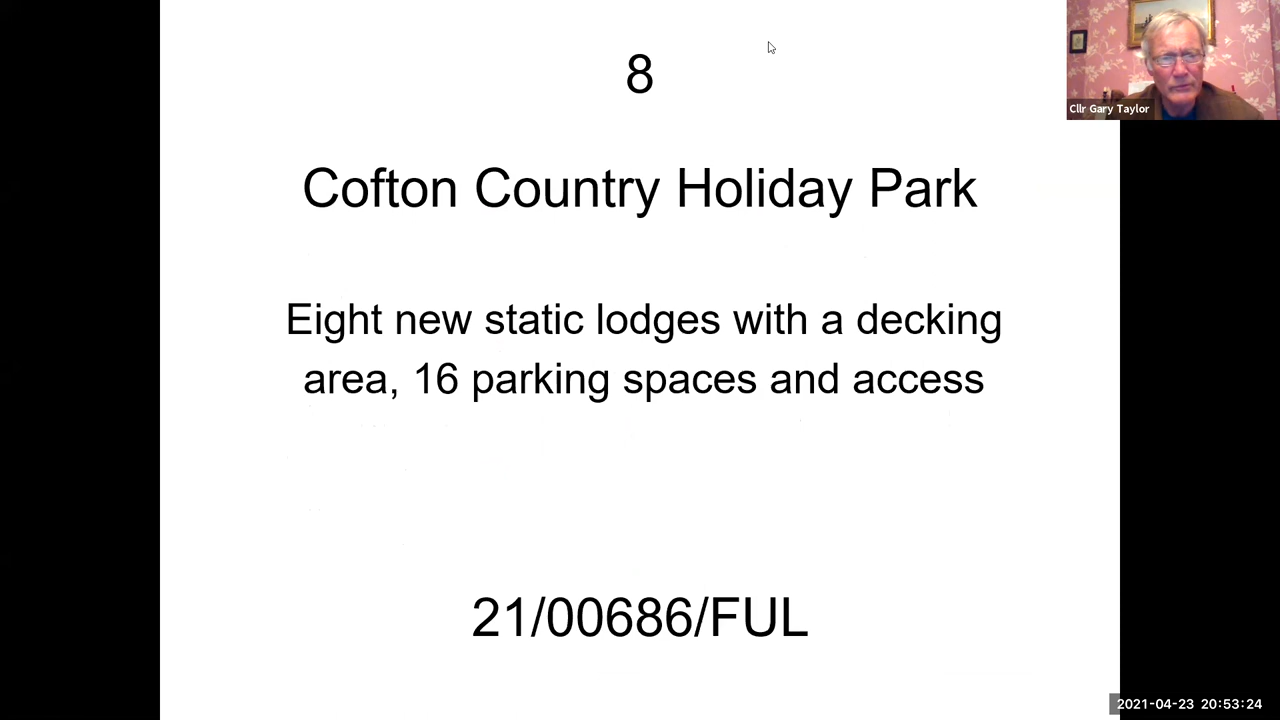 8
Cofton Country Holiday Park
Eight new static lodges with a decking
area, 16 parking spaces and access
21/00686/FUL
Cllr Gary Taylor
2021-04-23 20:53:24